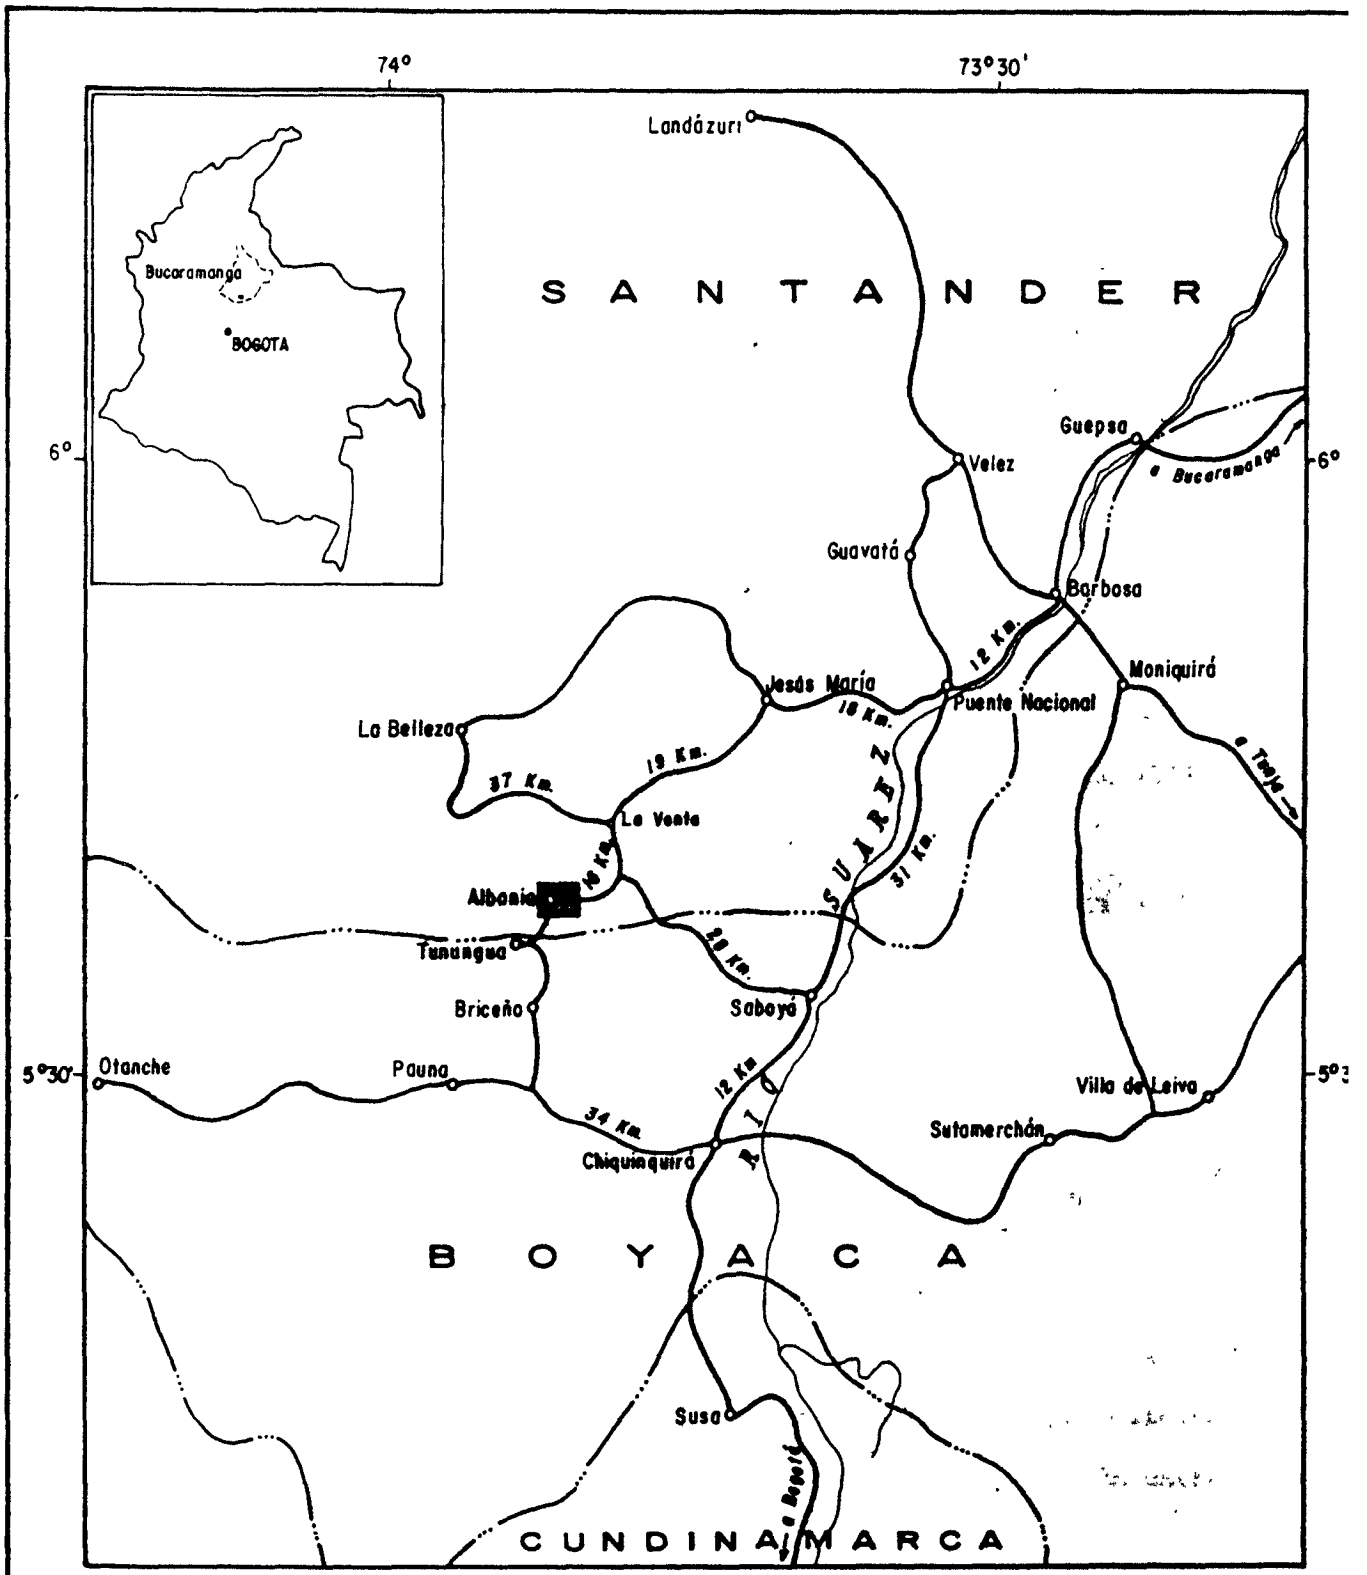 74°
73°30'
Landázuri
SANTANDER
Bucaramanga
BOGOTA
6°
6°
Guepsa
a Bucaramanga
Velez
Guavatá
Barbosa
12 Km.
Moniquirá
Jesús María
Puente Nacional
18 Km.
La Belleza
19 Km.
a Tunja
37 Km.
La Venta
SUAREZ
31 Km.
Albania
Tunungua
28 Km.
Briceño
Saboyá
5°30'
Otanche
Pauna
12 Km
Villa de Leiva
34 Km.
RIO
Sutamerchán
Chiquinquirá
BOYACA
Susa
a Bogotá
CUNDINAMARCA